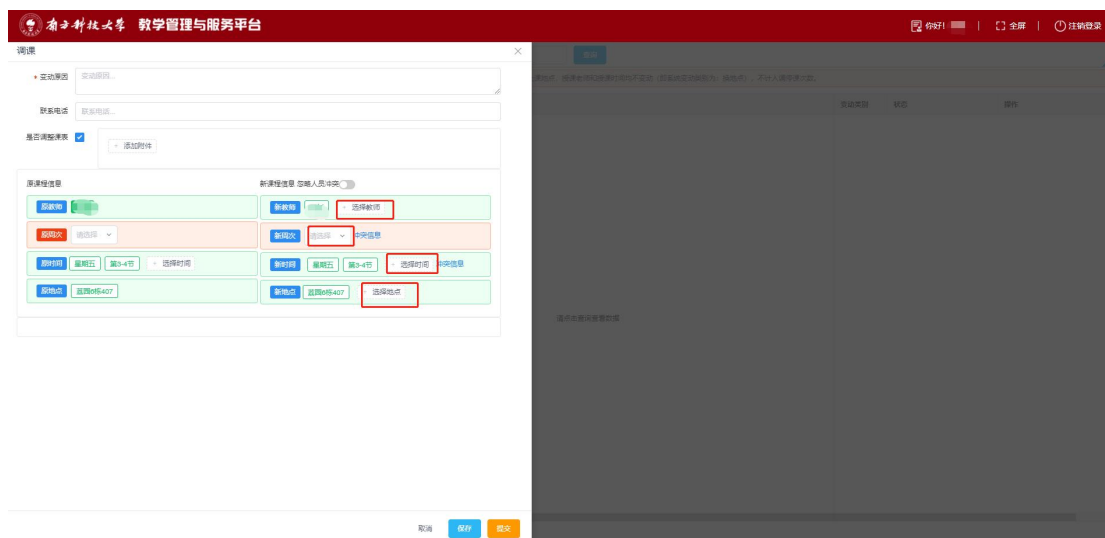 南方科技大学 教学管理与服务平台 你好! 全屏 注销登录
调课
查询
变动原因 变动原因...
联系电话 联系电话...
变动类别 状态 操作
是否调整课表
添加附件
原课程信息 新课程信息 忽略人员冲突
原教师 新教师 选择教师
原周次 请选择 新周次 请选择 冲突信息
原时间 星期五 第3-4节 选择时间 新时间 星期五 第3-4节 选择时间 冲突信息
原地点 荔园6栋407 新地点 荔园6栋407 选择地点
取消 保存 提交